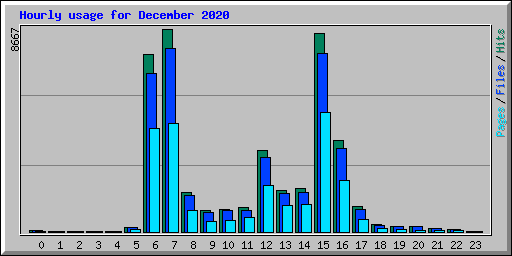 Hourly usage for December 2020
8667
Pages / Files / Hits
0 1 2 3 4 5 6 7 8 9 10 11 12 13 14 15 16 17 18 19 20 21 22 23